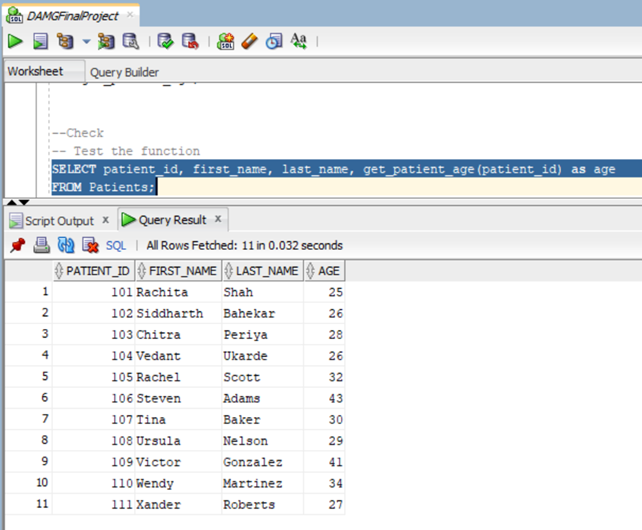 DAMGFinalProject
Worksheet Query Builder
--Check
-- Test the function
SELECT patient_id, first_name, last_name, get_patient_age(patient_id) as age
FROM Patients;
Script Output x Query Result x
SQL | All Rows Fetched: 11 in 0.032 seconds
PATIENT_ID FIRST_NAME LAST_NAME AGE
1 101 Rachita Shah 25
2 102 Siddharth Bahekar 26
3 103 Chitra Periya 28
4 104 Vedant Ukarde 26
5 105 Rachel Scott 32
6 106 Steven Adams 43
7 107 Tina Baker 30
8 108 Ursula Nelson 29
9 109 Victor Gonzalez 41
10 110 Wendy Martinez 34
11 111 Xander Roberts 27